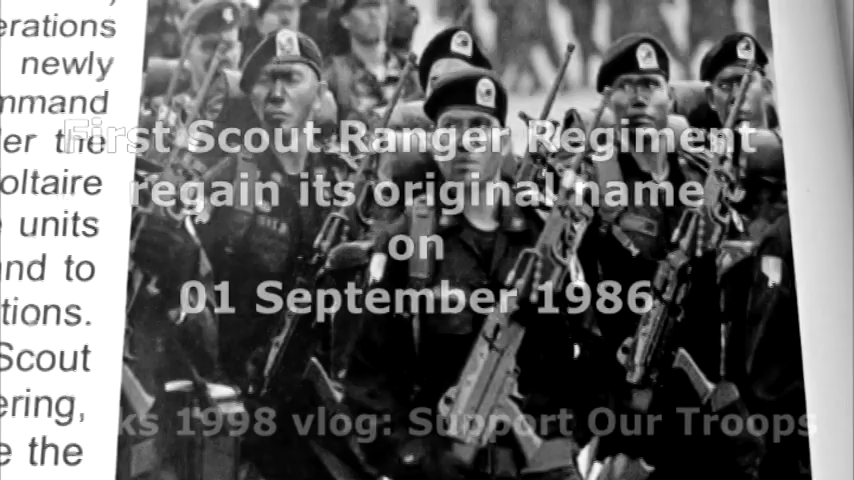 erations
newly
mmand
er the
oltaire
units
nd to
tions.
Scout
ering,
e the
First Scout Ranger Regiment
regain its original name
on
01 September 1986
ks 1998 vlog: Support Our Troops